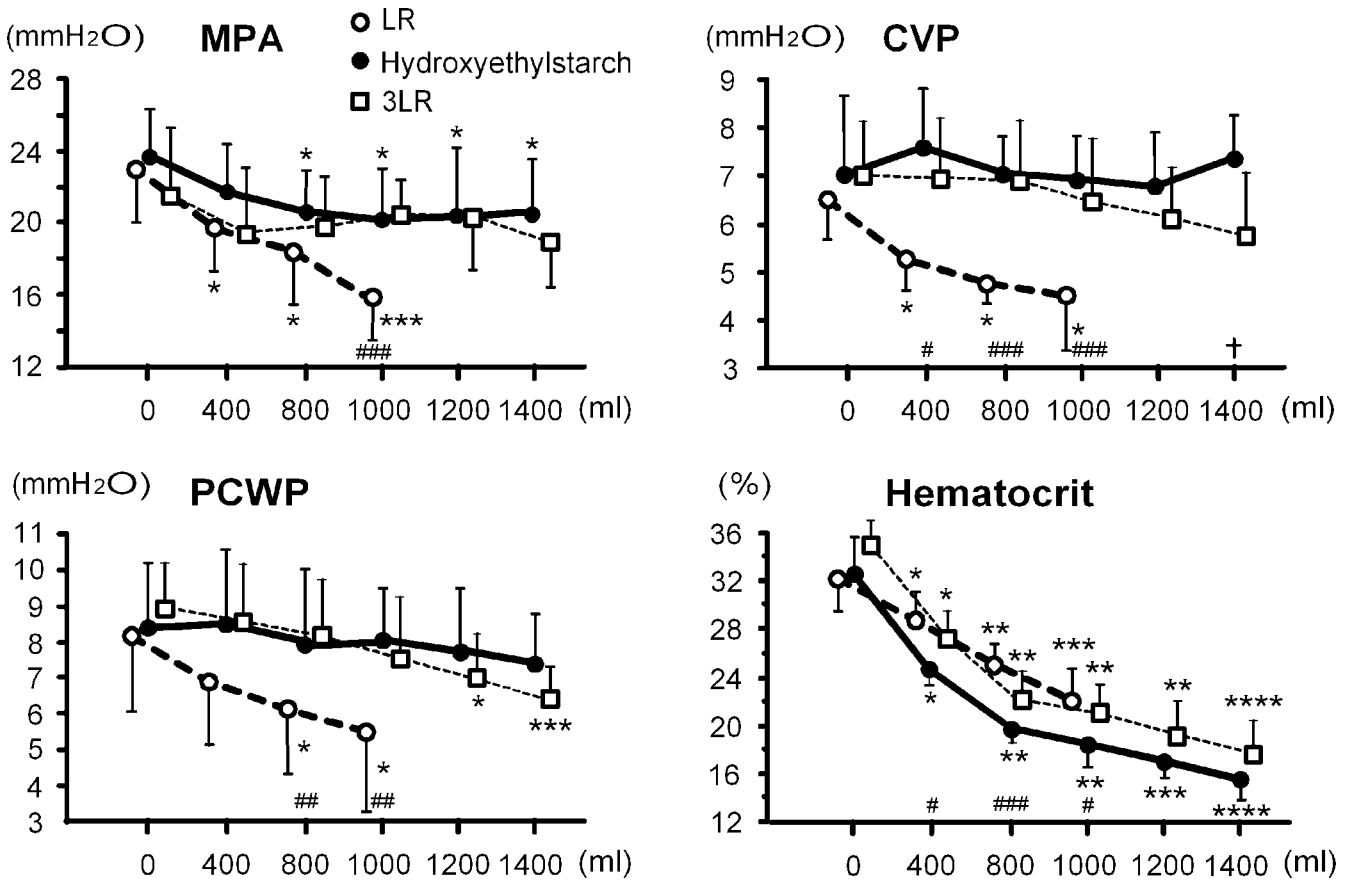 (mmH2O) MPA
LR
Hydroxyethylstarch
3LR
28
24
20
16
12
* * * *
* * ***
###
0 400 800 1000 1200 1400 (ml)
(mmH2O) CVP
9
8
7
6
5
4
3
* * *
# ### ### †
0 400 800 1000 1200 1400 (ml)
(mmH2O) PCWP
11
10
9
8
7
6
5
4
3
* ***
* *
## ##
0 400 800 1000 1200 1400 (ml)
(%) Hematocrit
36
32
28
24
20
16
12
* * ** ** *** ** ** ****
* ** ** *** ****
# ### #
0 400 800 1000 1200 1400 (ml)